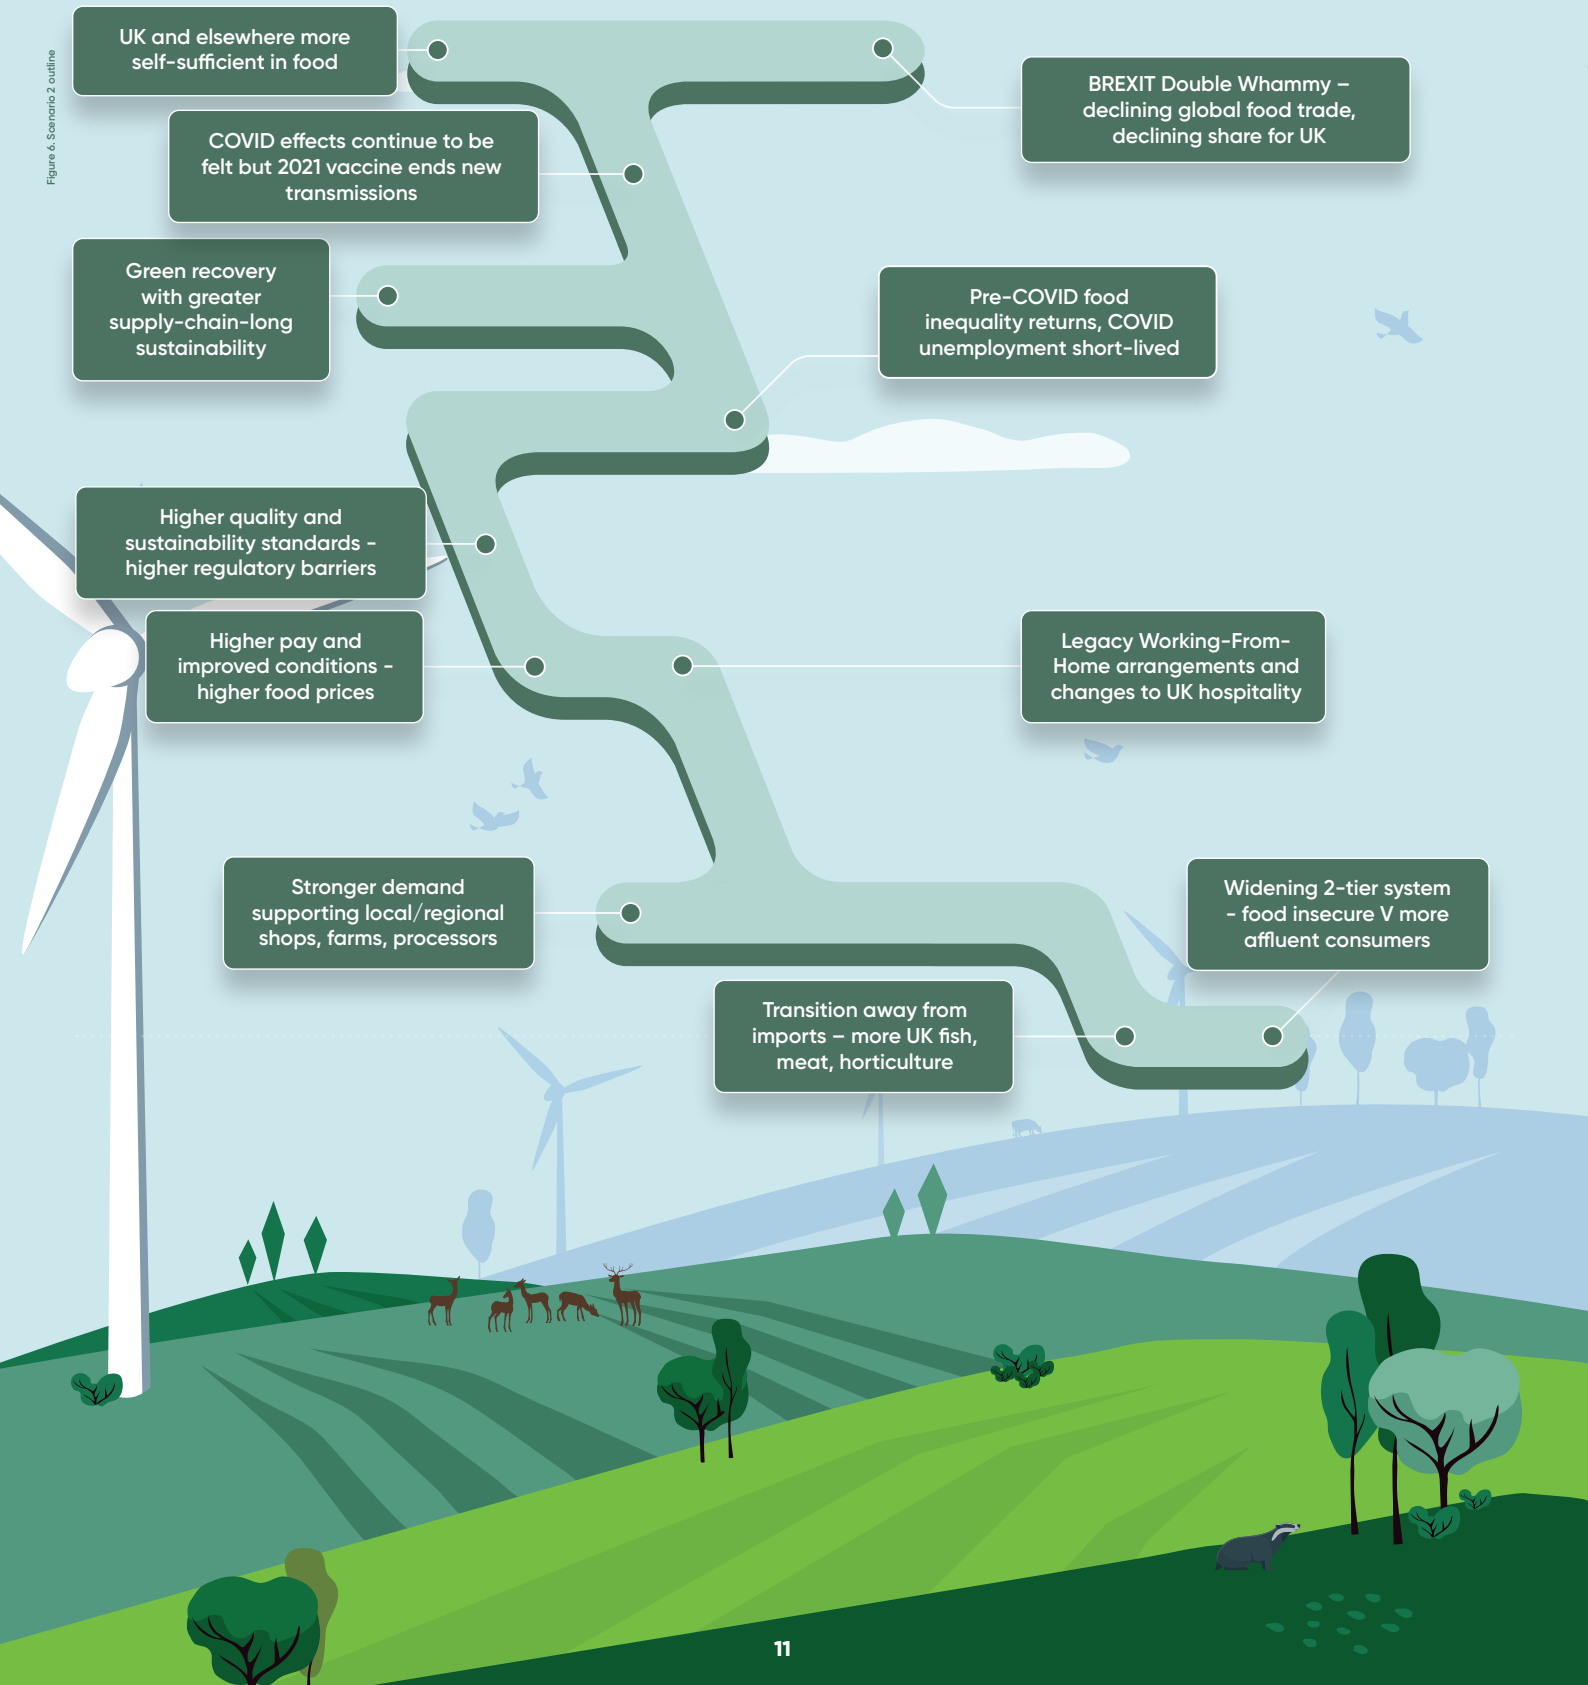 Figure 6. Scenario 2 outline
UK and elsewhere more
self-sufficient in food
BREXIT Double Whammy –
declining global food trade,
declining share for UK
COVID effects continue to be
felt but 2021 vaccine ends new
transmissions
Green recovery
with greater
supply-chain-long
sustainability
Pre-COVID food
inequality returns, COVID
unemployment short-lived
Higher quality and
sustainability standards -
higher regulatory barriers
Higher pay and
improved conditions -
higher food prices
Legacy Working-From-
Home arrangements and
changes to UK hospitality
Stronger demand
supporting local/regional
shops, farms, processors
Widening 2-tier system
- food insecure V more
affluent consumers
Transition away from
imports – more UK fish,
meat, horticulture
11